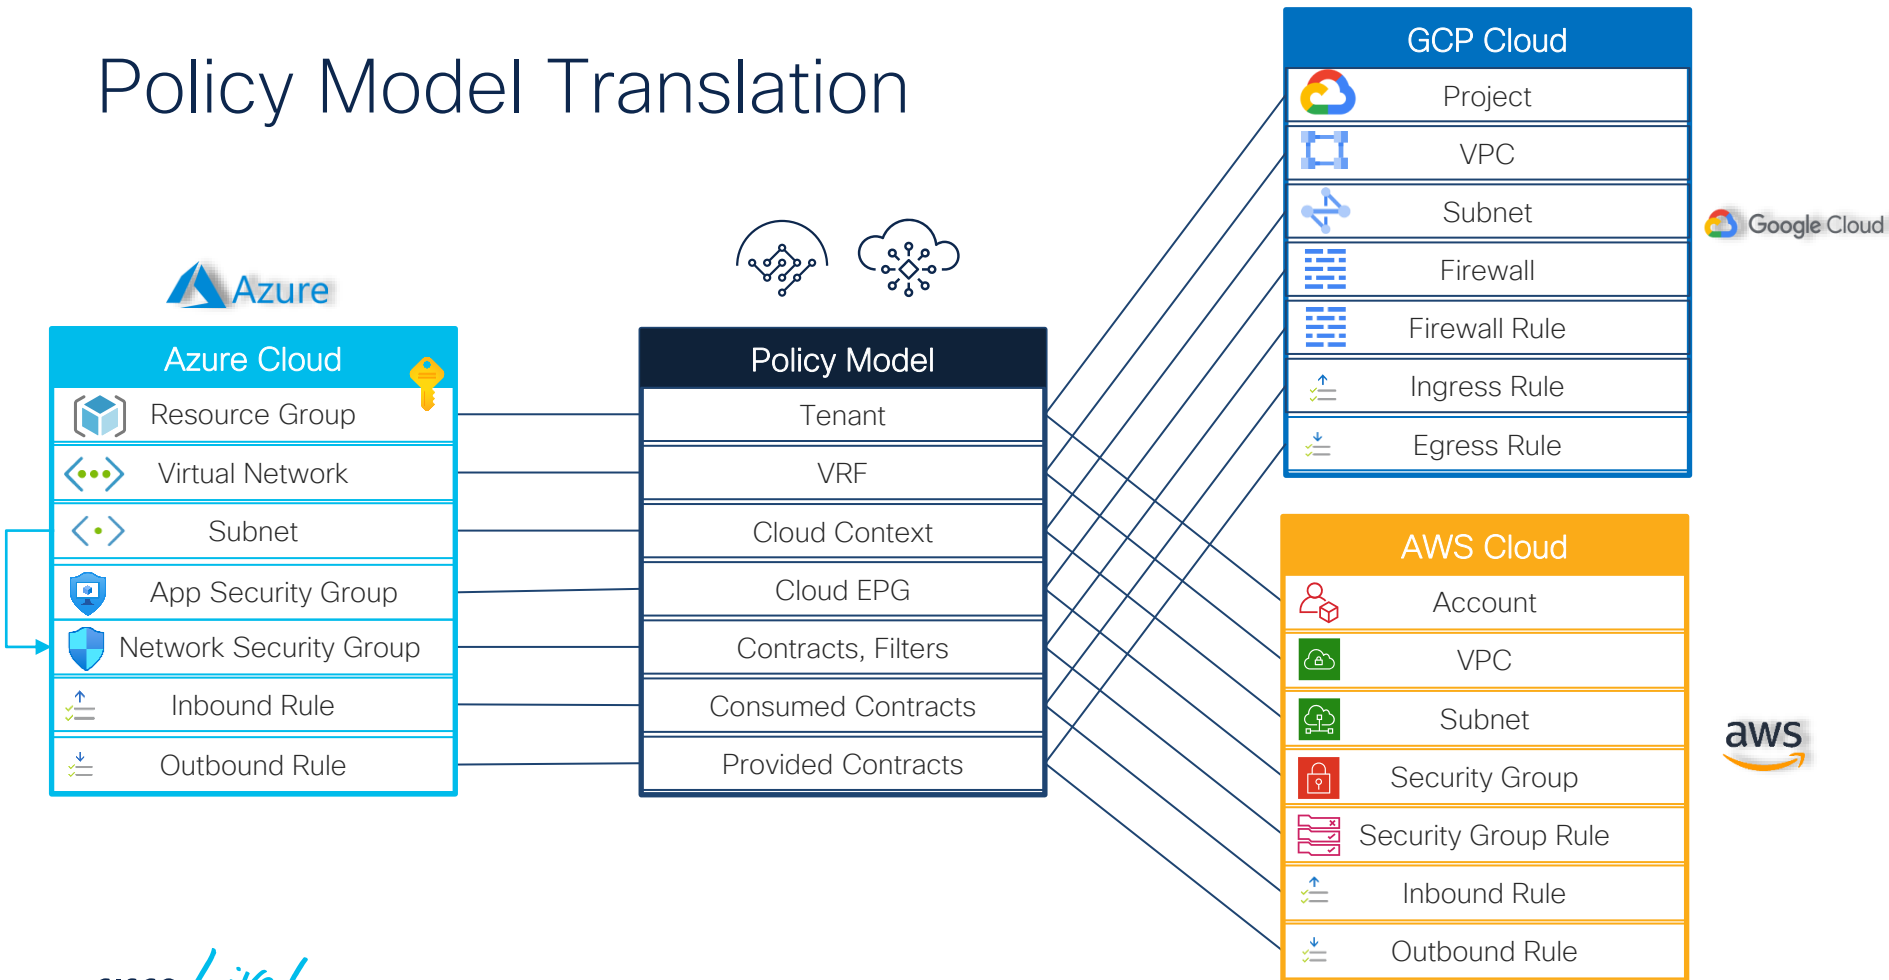 Policy Model Translation
Azure
Azure Cloud
Resource Group
Virtual Network
Subnet
App Security Group
Network Security Group
Inbound Rule
Outbound Rule
Policy Model
Tenant
VRF
Cloud Context
Cloud EPG
Contracts, Filters
Consumed Contracts
Provided Contracts
GCP Cloud
Project
VPC
Subnet
Firewall
Firewall Rule
Ingress Rule
Egress Rule
Google Cloud
AWS Cloud
Account
VPC
Subnet
Security Group
Security Group Rule
Inbound Rule
Outbound Rule
aws